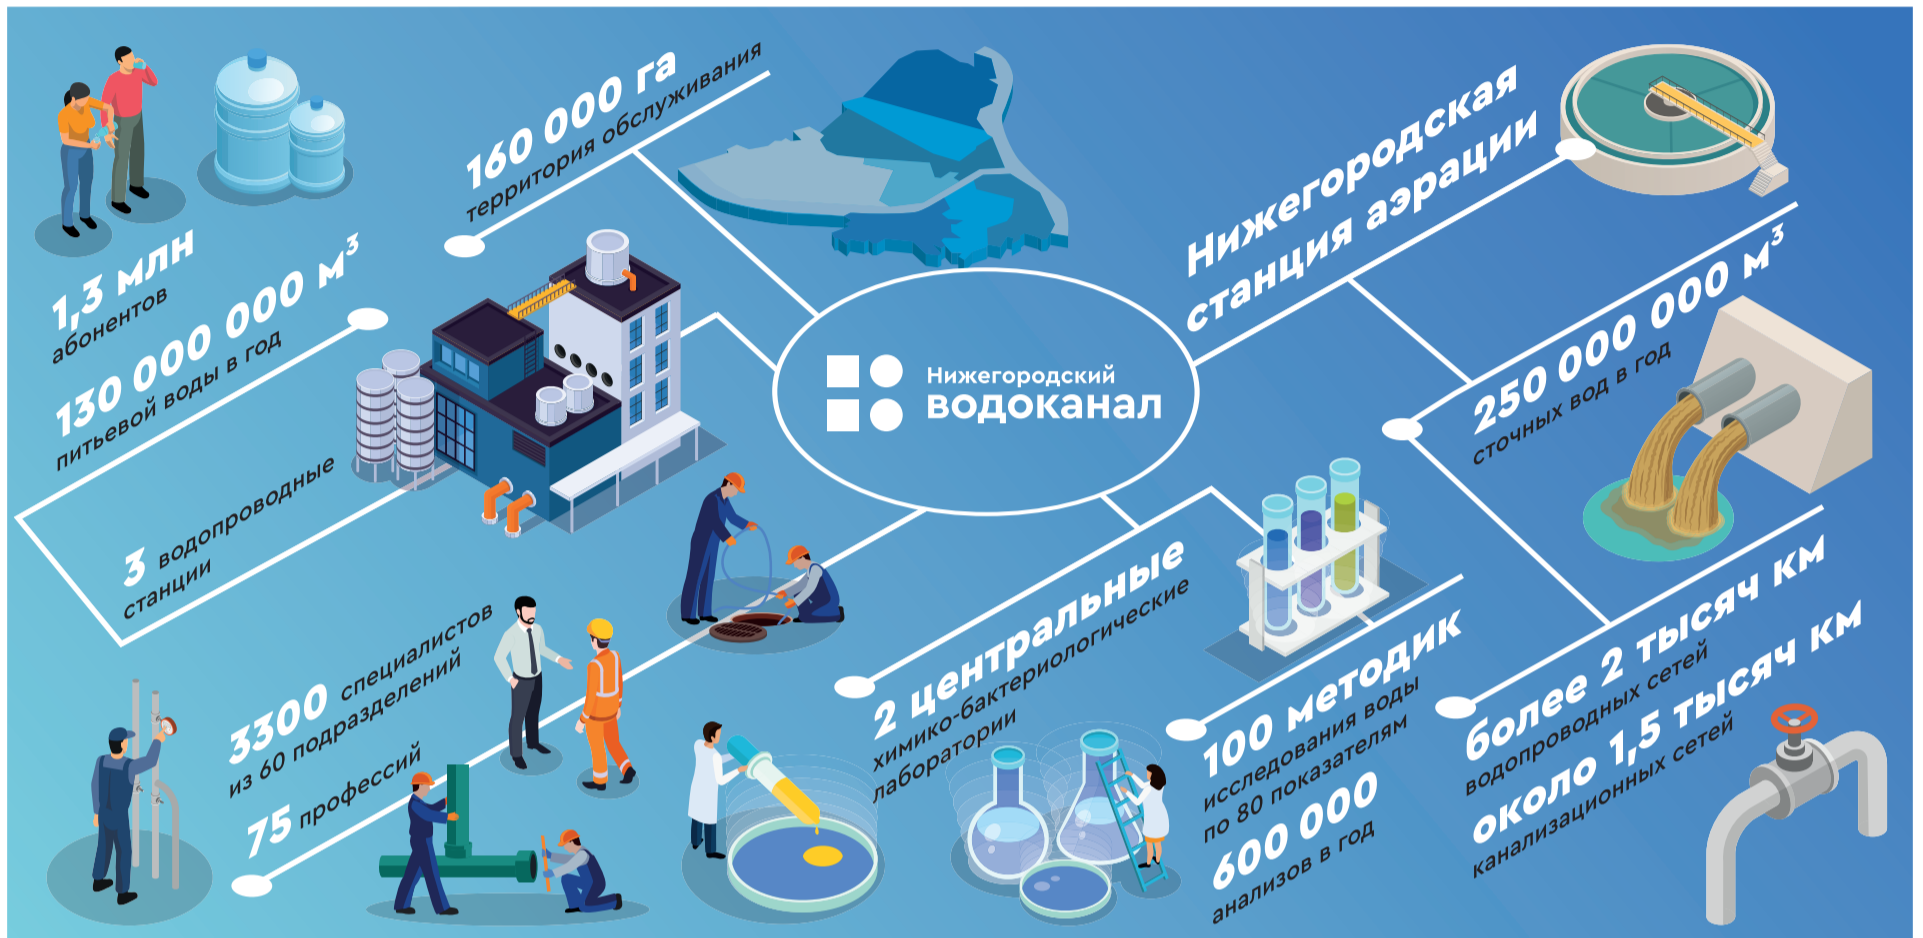 1,3 млн
абонентов
130 000 000 м³
питьевой воды в год
3 водопроводные
станции
160 000 га
территория обслуживания
Нижегородский
водоканал
Нижегородская
станция аэрации
250 000 000 м³
сточных вод в год
более 2 тысяч км
водопроводных сетей
около 1,5 тысяч км
канализационных сетей
2 центральные
химико-бактериологические
лаборатории
100 методик
исследования воды
по 80 показателям
600 000
анализов в год
3300 специалистов
из 60 подразделений
75 профессий